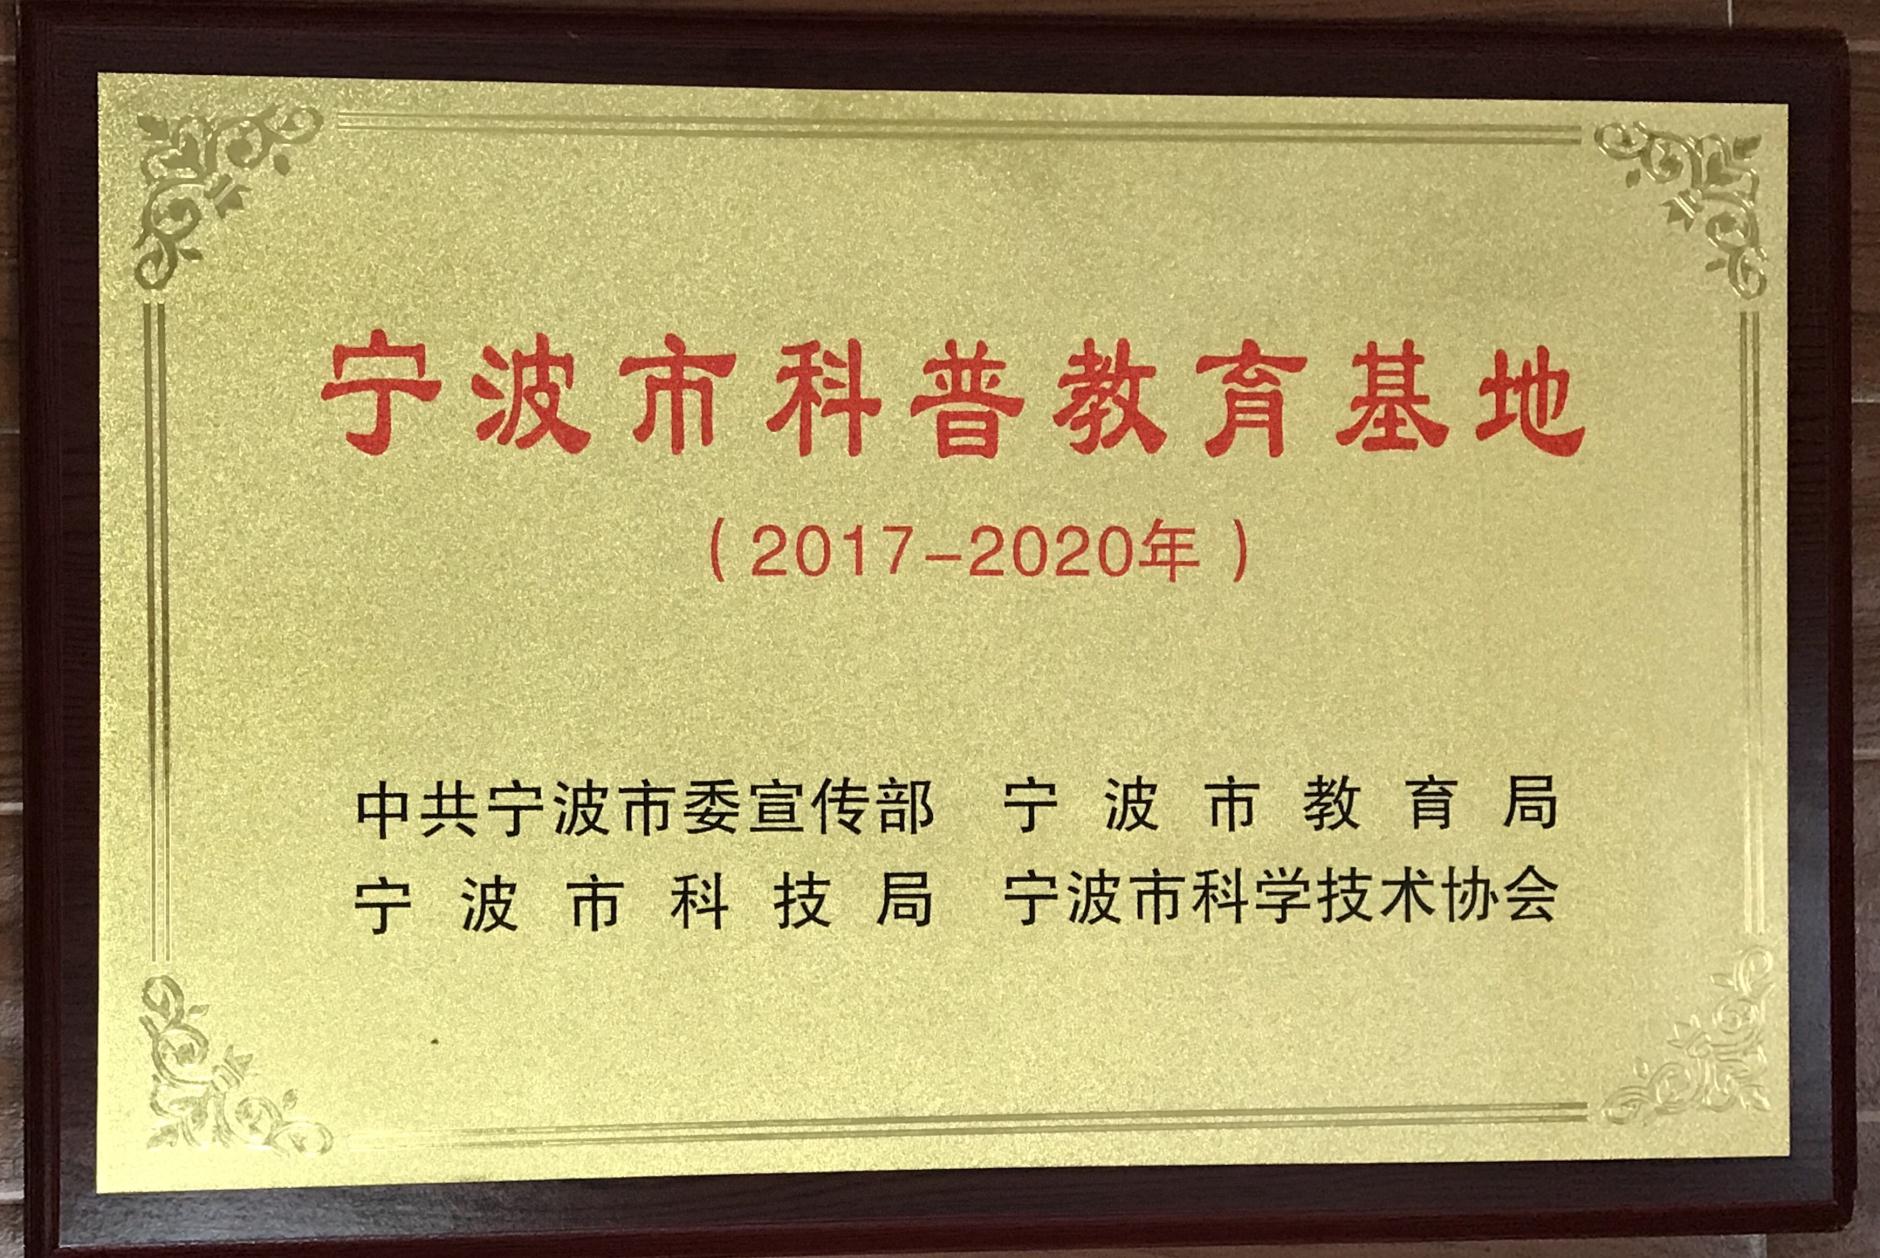 宁波市科普教育基地
（2017-2020年）
中共宁波市委宣传部 宁波市教育局
宁波市科技局 宁波市科学技术协会